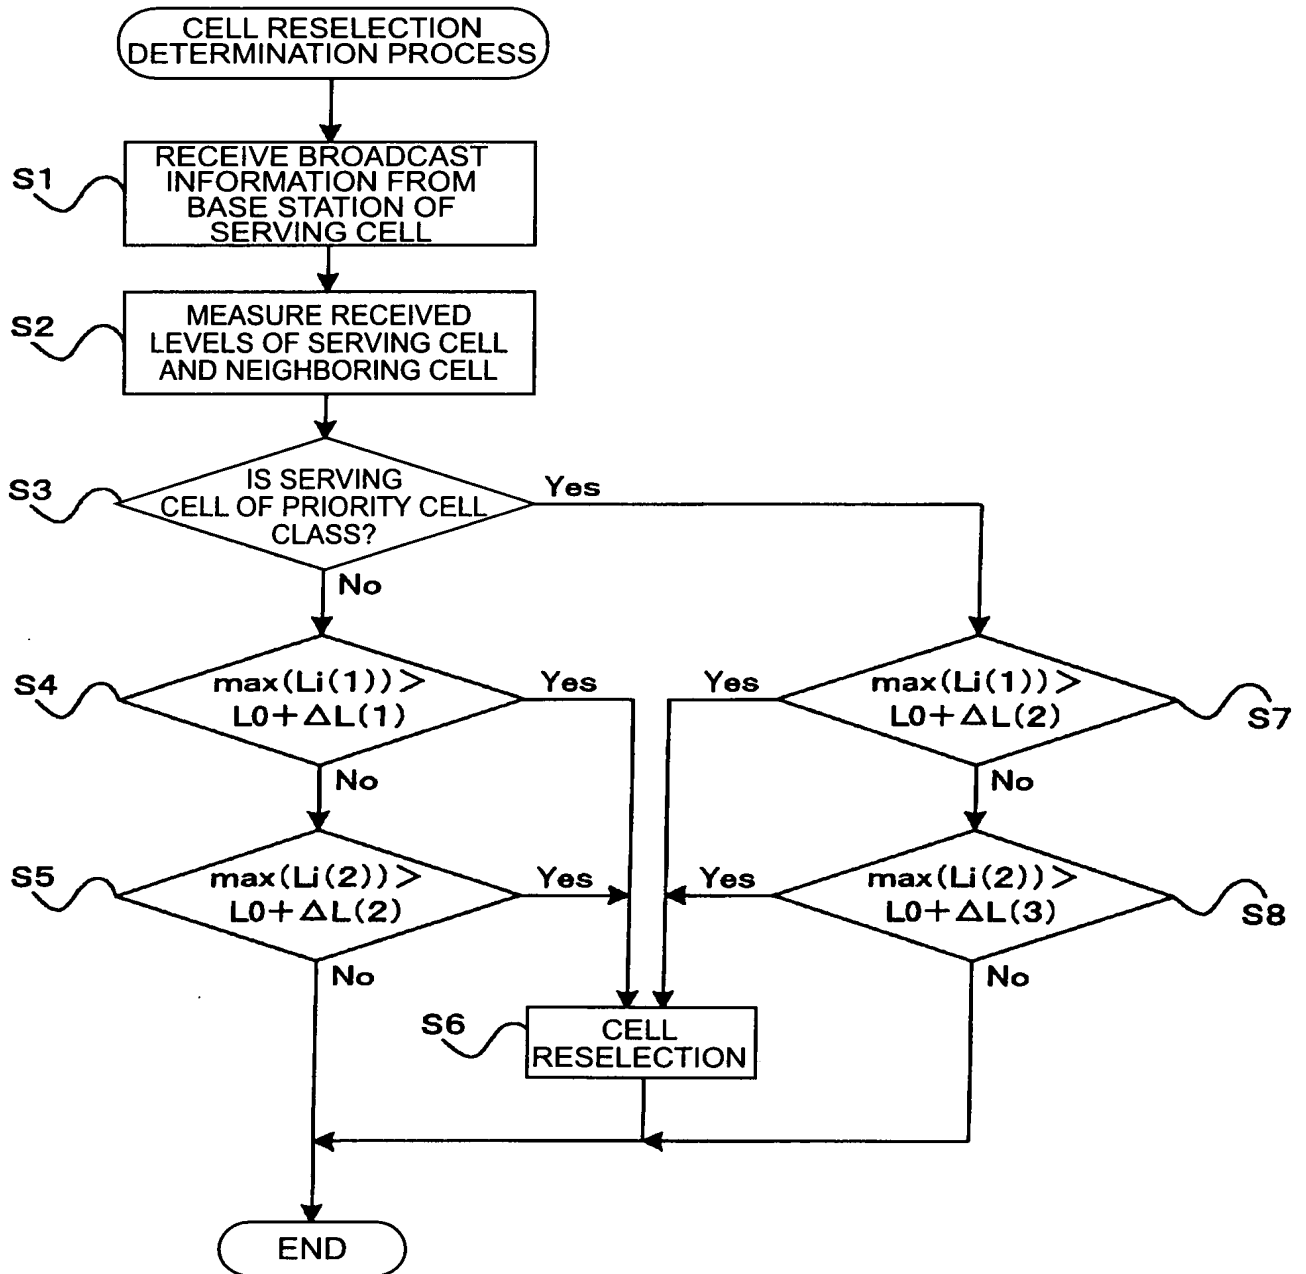 CELL RESELECTION
DETERMINATION PROCESS
S1
RECEIVE BROADCAST
INFORMATION FROM
BASE STATION OF
SERVING CELL
S2
MEASURE RECEIVED
LEVELS OF SERVING CELL
AND NEIGHBORING CELL
S3
IS SERVING
CELL OF PRIORITY CELL
CLASS?
Yes
No
S4
max(Li(1))>
L0+ΔL(1)
Yes
No
Yes
max(Li(1))>
L0+ΔL(2)
S7
No
S5
max(Li(2))>
L0+ΔL(2)
Yes
No
Yes
max(Li(2))>
L0+ΔL(3)
S8
No
S6
CELL
RESELECTION
END